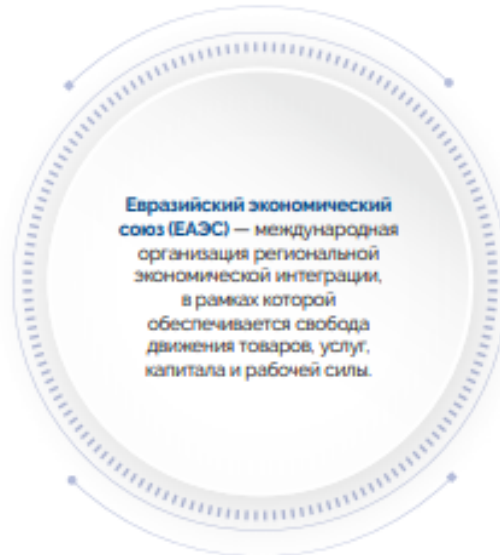 Евразийский экономический
союз (ЕАЭС) — международная
организация региональной
экономической интеграции,
в рамках которой
обеспечивается свобода
движения товаров, услуг,
капитала и рабочей силы.